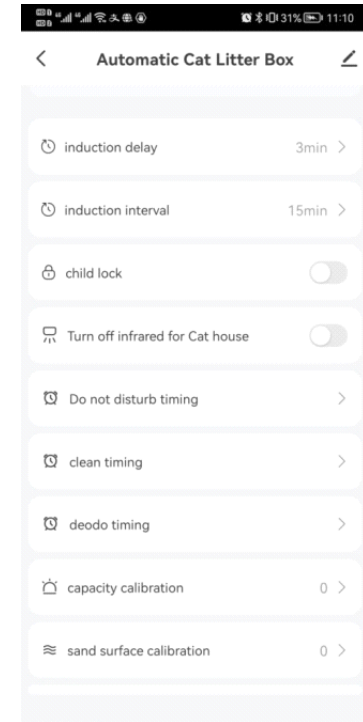 31% 11:10
Automatic Cat Litter Box
induction delay 3min
induction interval 15min
child lock
Turn off infrared for Cat house
Do not disturb timing
clean timing
deodo timing
capacity calibration 0
sand surface calibration 0